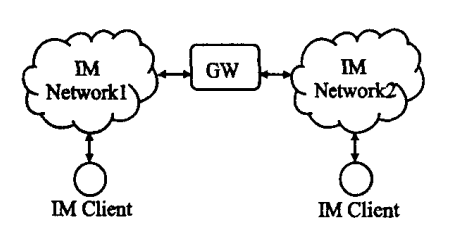 IM
Network1
GW
IM
Network2
IM Client
IM Client